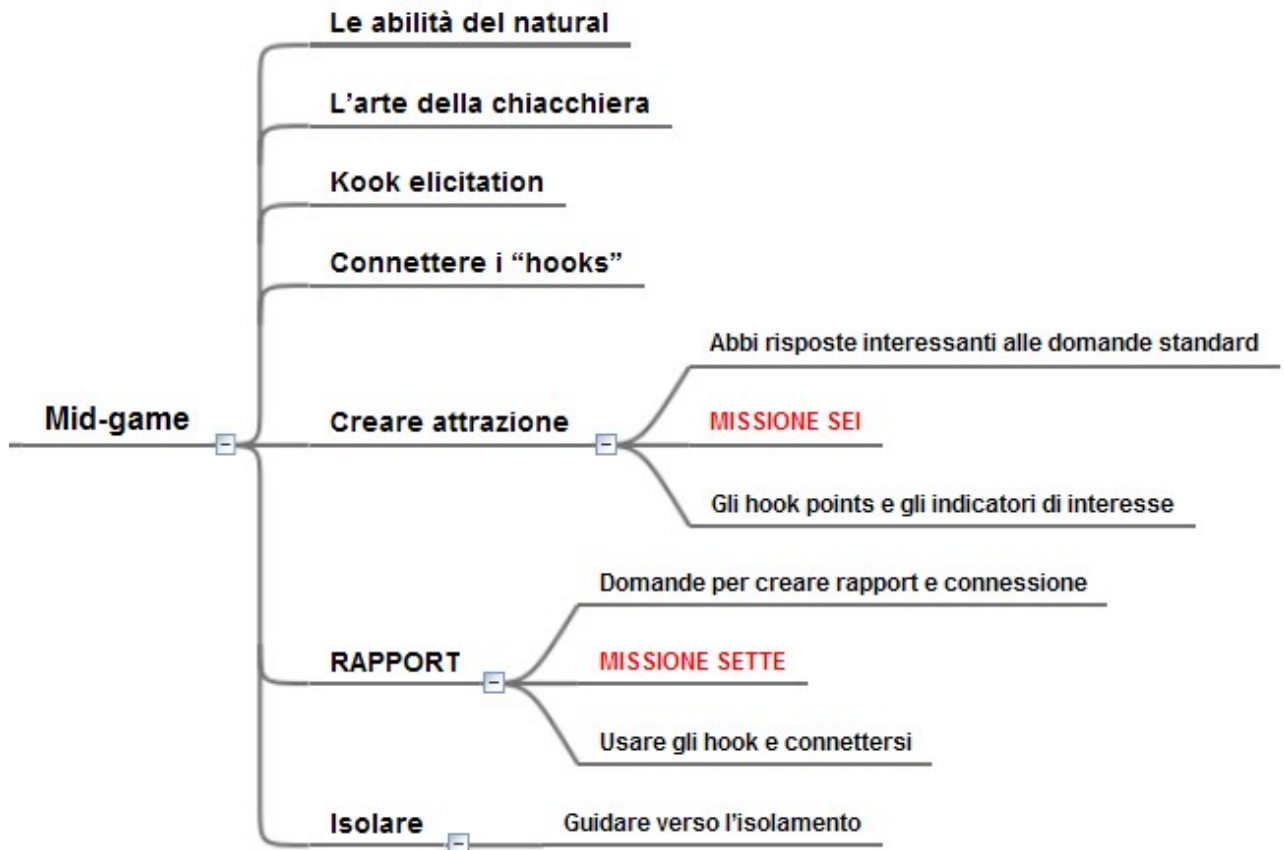 Le abilità del natural
L'arte della chiacchiera
Kook elicitation
Connettere i “hooks”
Mid-game
Creare attrazione
Abbi risposte interessanti alle domande standard
MISSIONE SEI
Gli hook points e gli indicatori di interesse
RAPPORT
Domande per creare rapport e connessione
MISSIONE SETTE
Usare gli hook e connettersi
Isolare
Guidare verso l'isolamento